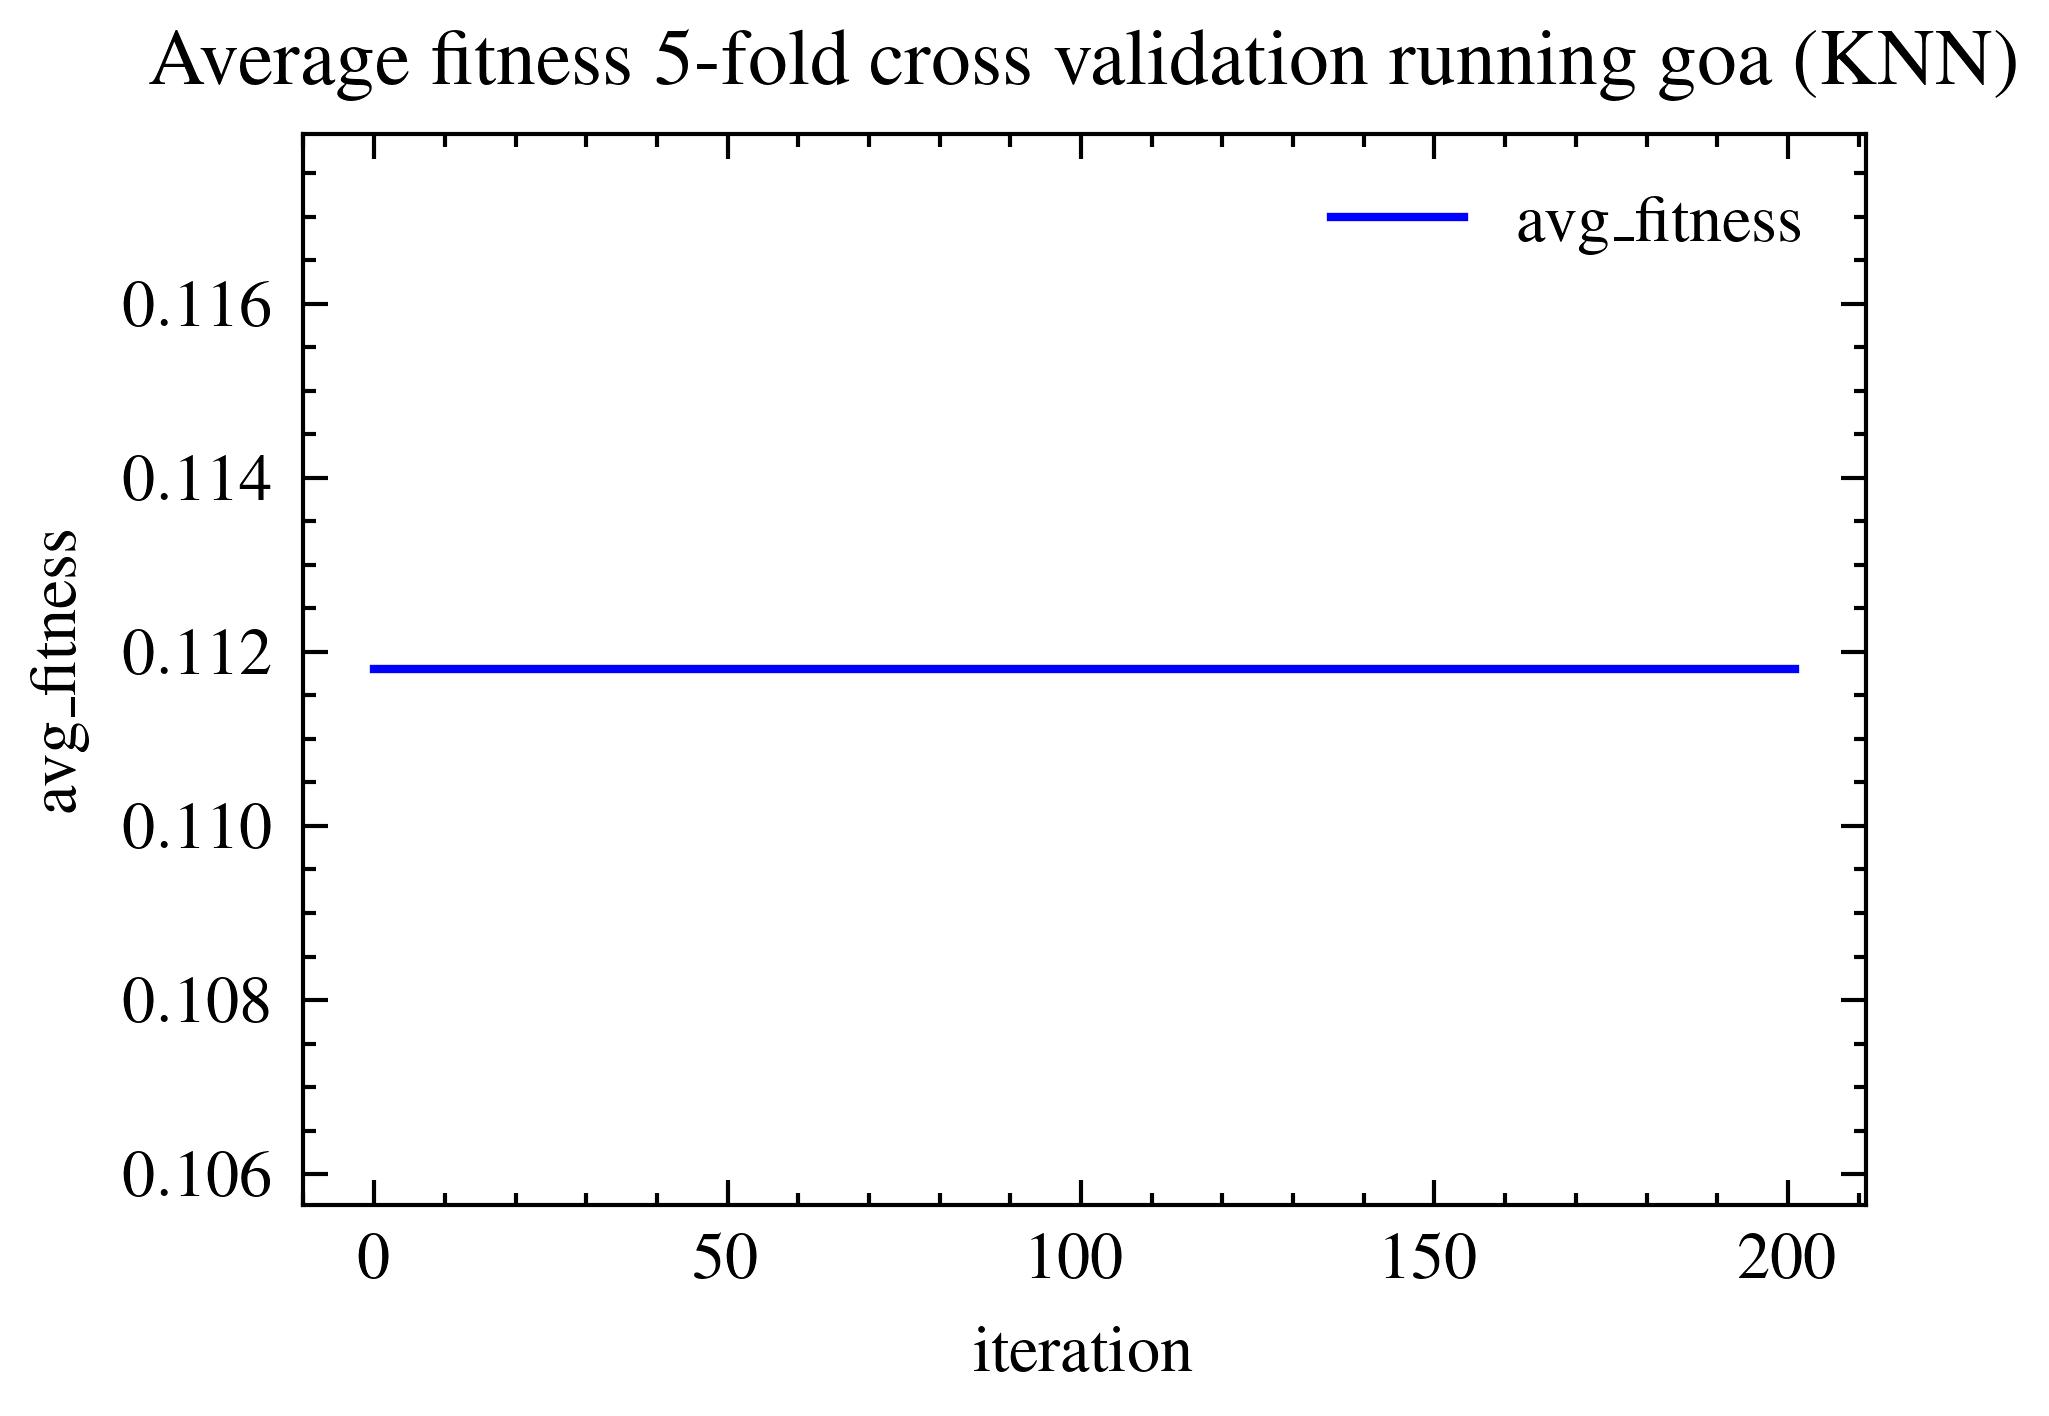 Average fitness 5-fold cross validation running goa (KNN)
avg_fitness
0.116
0.114
0.112
0.110
0.108
0.106
avg_fitness
0 50 100 150 200
iteration